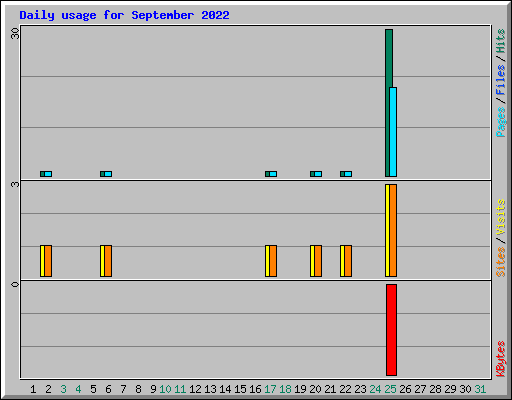 Daily usage for September 2022
30
3
0
Pages/Files/Hits
Sites/Visits
KBytes
1 2 3 4 5 6 7 8 9 10 11 12 13 14 15 16 17 18 19 20 21 22 23 24 25 26 27 28 29 30 31